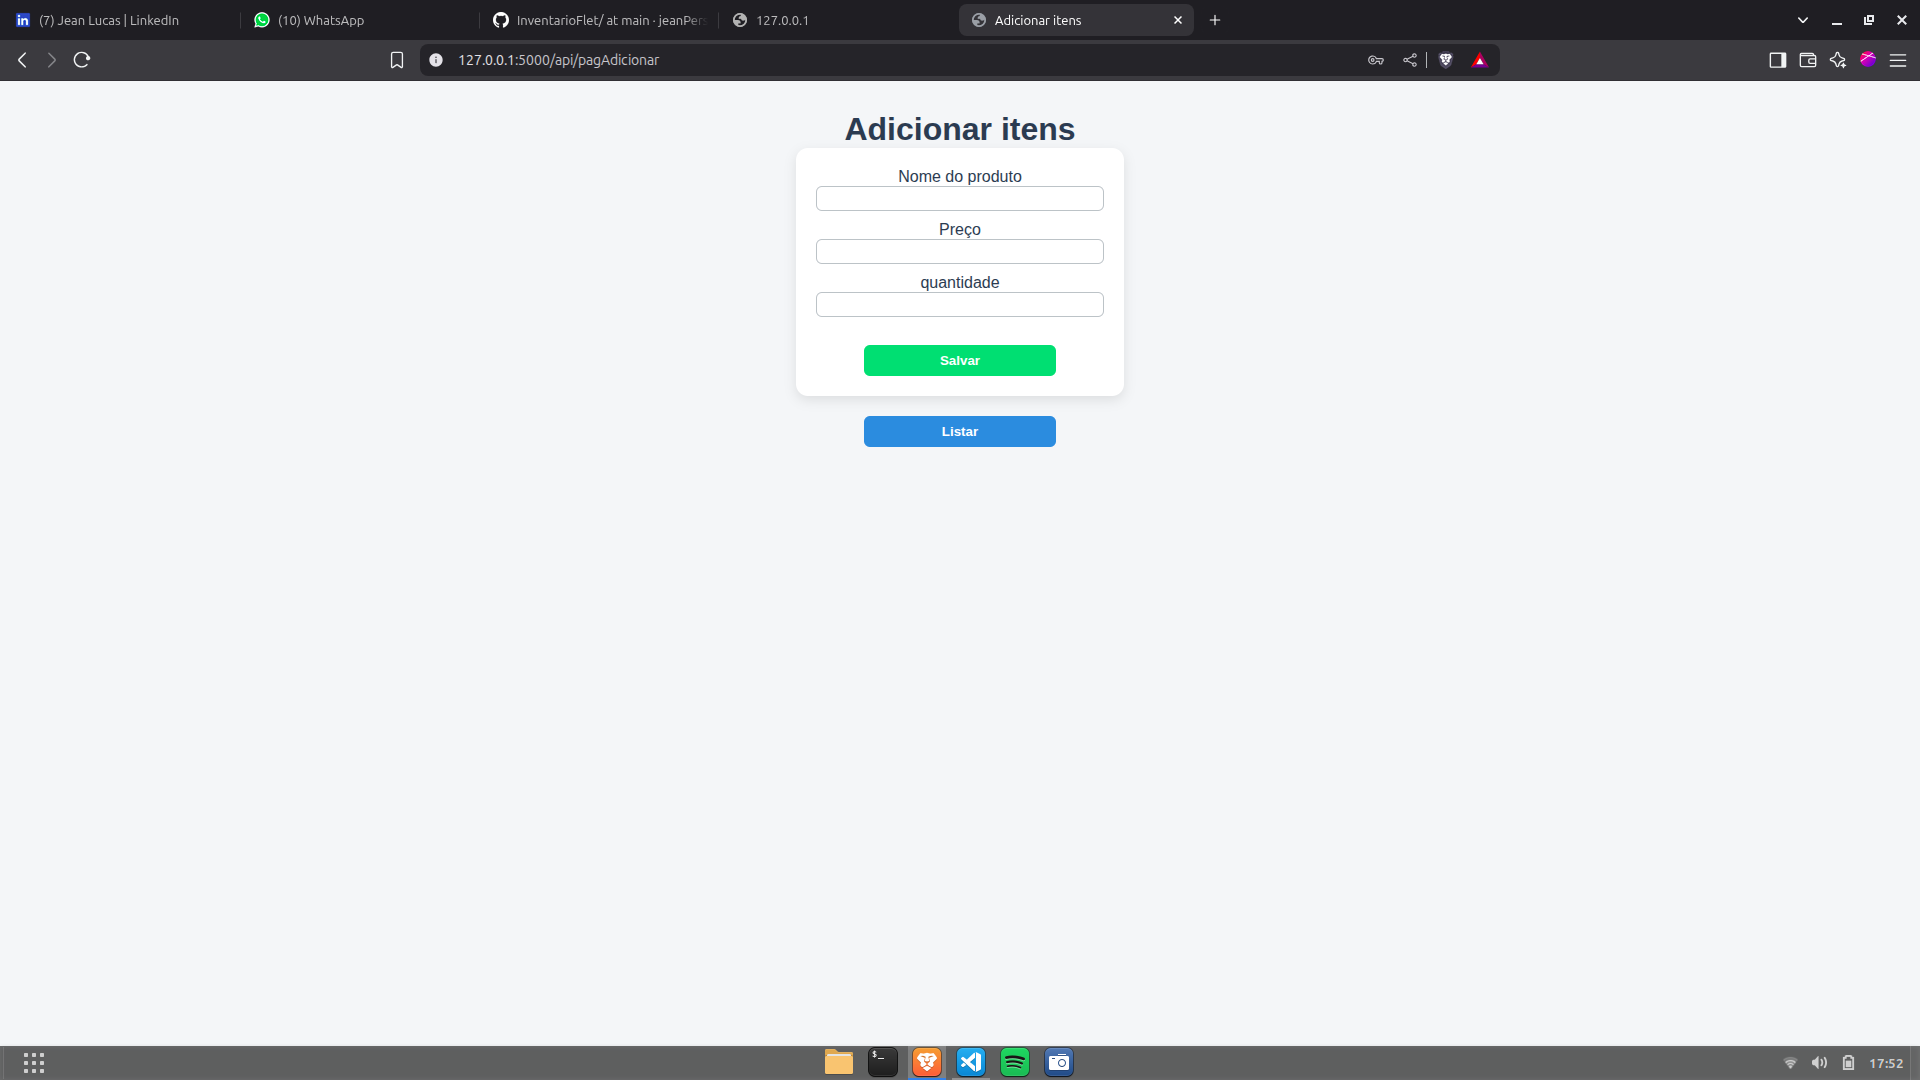 (7) Jean Lucas | LinkedIn
(10) WhatsApp
InventarioFlet/ at main · jeanPers
127.0.0.1
Adicionar itens
127.0.0.1:5000/api/pagAdicionar
Adicionar itens
Nome do produto
Preço
quantidade
Salvar
Listar
17:52